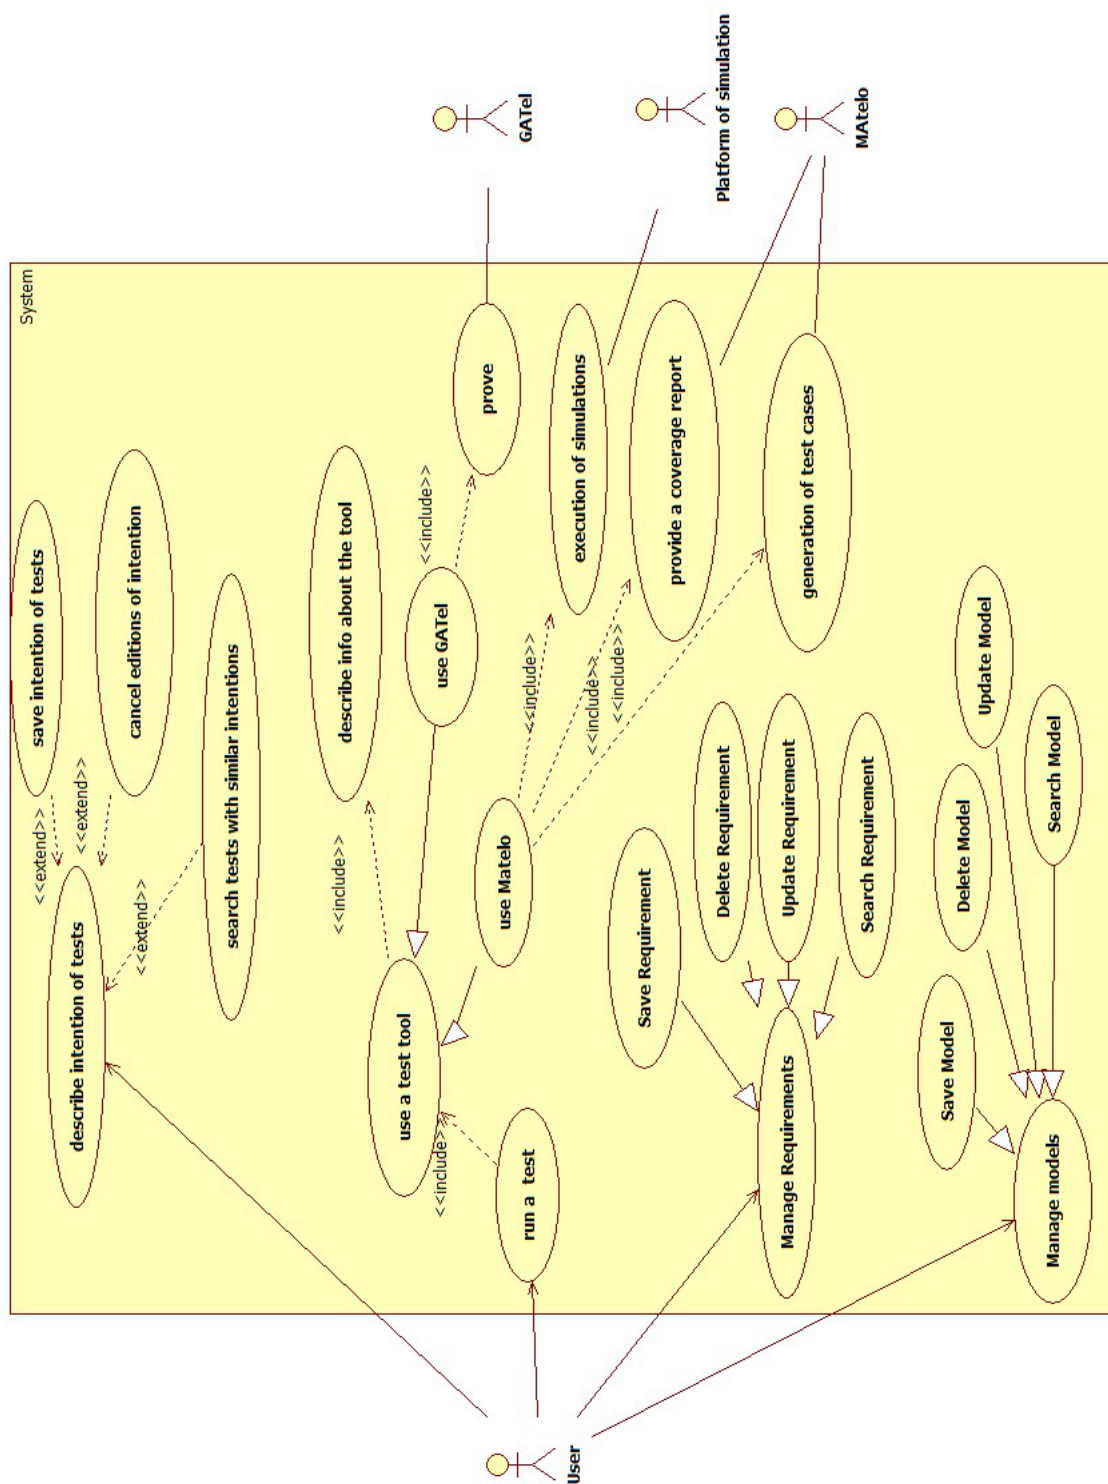 System
User
GATel
Platform of simulation
MAtelo
describe intention of tests
<<extend>>
save intention of tests
<<extend>>
cancel editions of intention
<<extend>>
search tests with similar intentions
use a test tool
<<include>>
describe info about the tool
use GATel
<<include>>
prove
use Matelo
<<include>>
execution of simulations
<<include>>
provide a coverage report
<<include>>
generation of test cases
<<include>>
run a test
Save Requirement
Delete Requirement
Update Requirement
Search Requirement
Manage Requirements
Save Model
Delete Model
Update Model
Search Model
Manage models